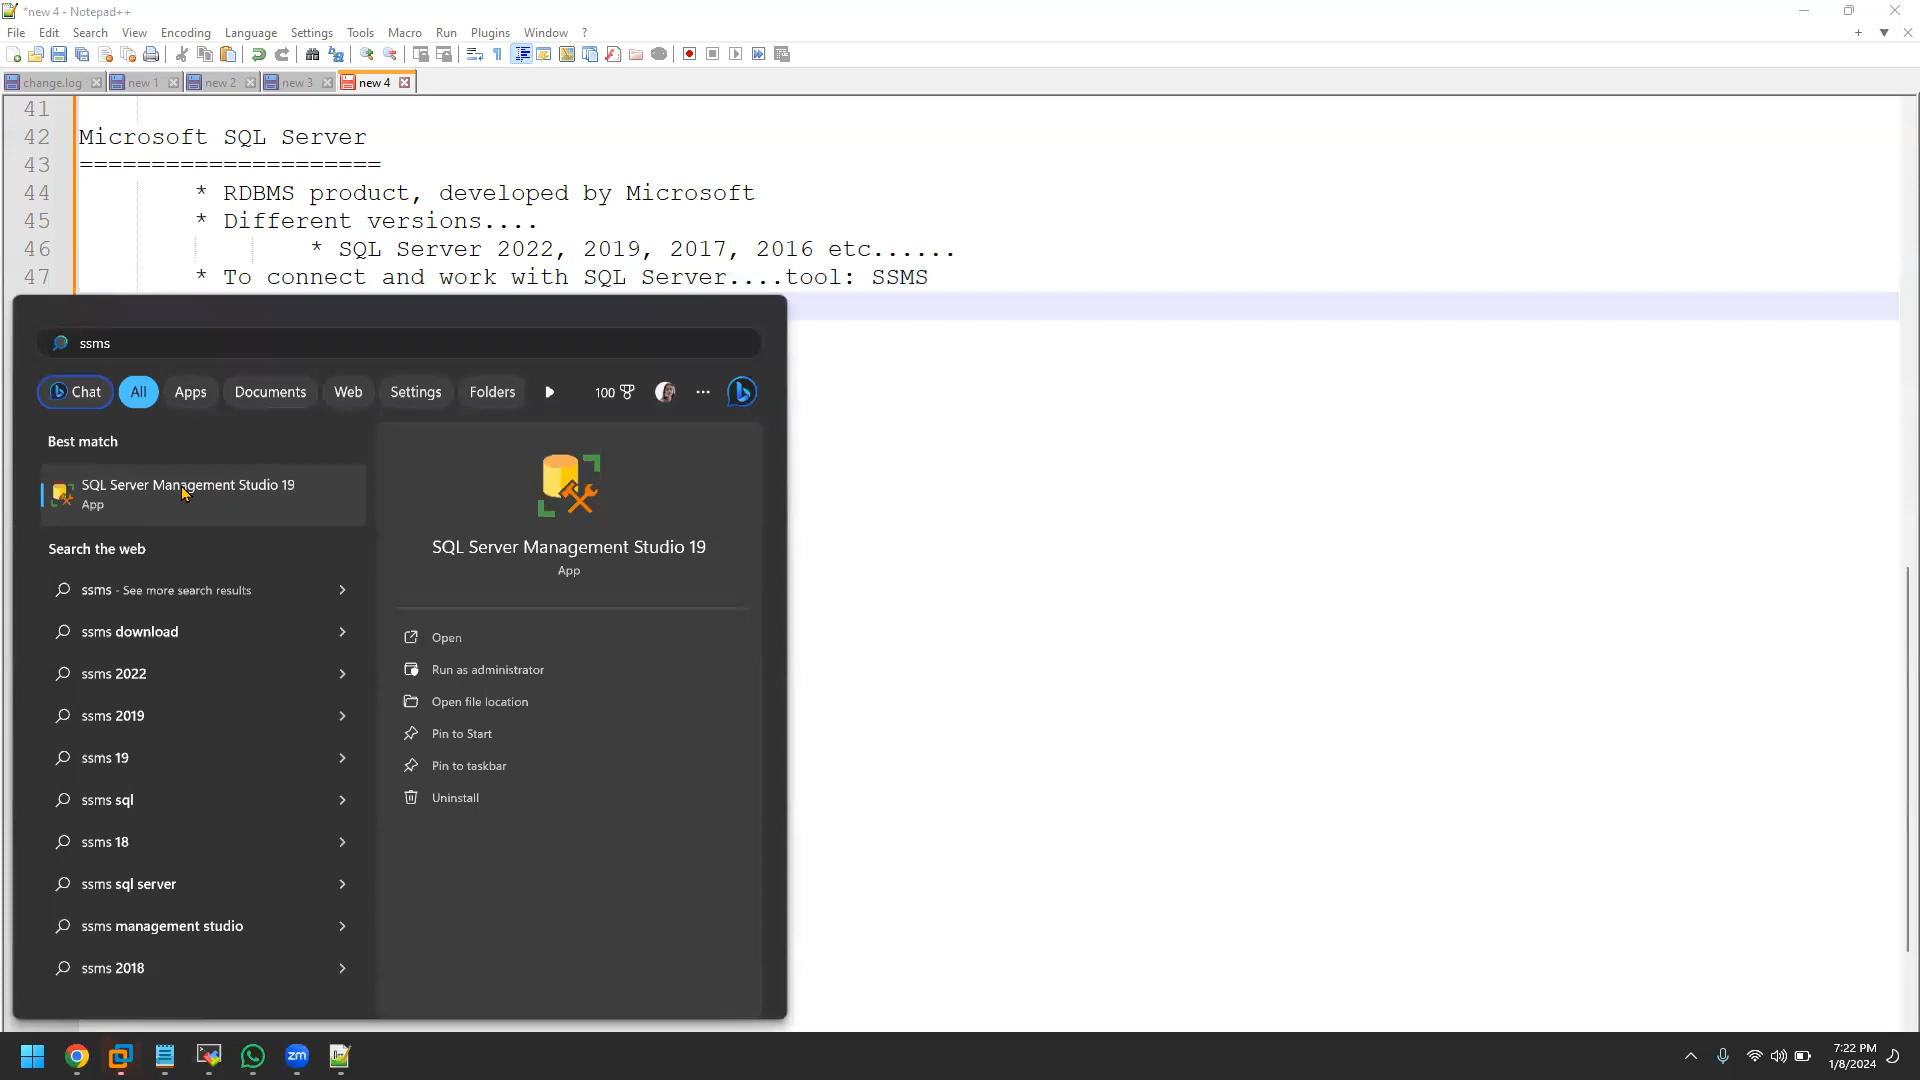 *new 4 - Notepad++
File Edit Search View Encoding Language Settings Tools Macro Run Plugins Window ?
change.log new 1 new 2 new 3 new 4
41
42 Microsoft SQL Server
43 =====================
44 * RDBMS product, developed by Microsoft
45 * Different versions....
46 * SQL Server 2022, 2019, 2017, 2016 etc......
47 * To connect and work with SQL Server....tool: SSMS
ssms
Chat All Apps Documents Web Settings Folders 100
Best match
SQL Server Management Studio 19
App
Search the web
ssms - See more search results
ssms download
ssms 2022
ssms 2019
ssms 19
ssms sql
ssms 18
ssms sql server
ssms management studio
ssms 2018
SQL Server Management Studio 19
App
Open
Run as administrator
Open file location
Pin to Start
Pin to taskbar
Uninstall
zm
7:22 PM
1/8/2024